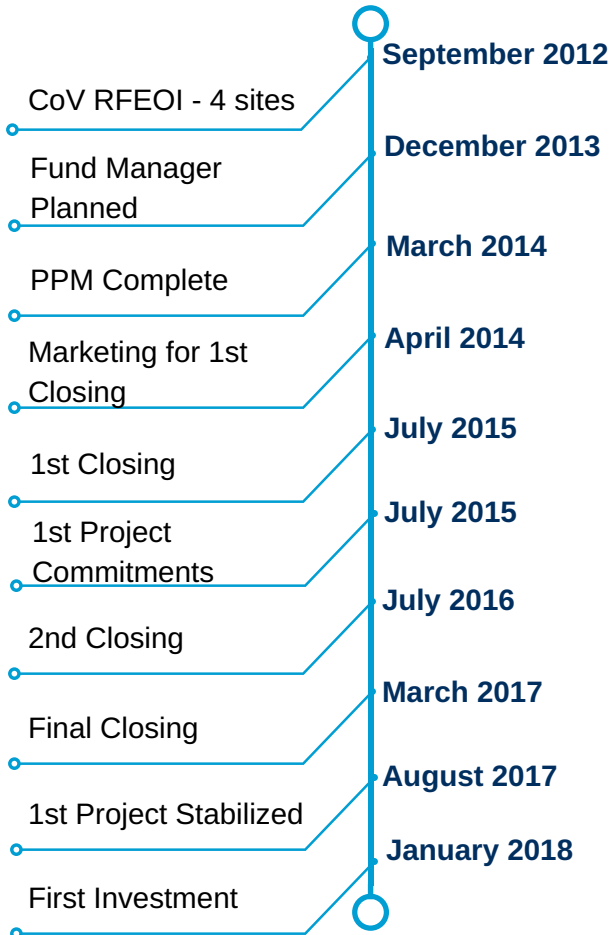 September 2012
CoV RFEOI - 4 sites
December 2013
Fund Manager
Planned
March 2014
PPM Complete
April 2014
Marketing for 1st
Closing
July 2015
1st Closing
July 2015
1st Project
Commitments
July 2016
2nd Closing
March 2017
Final Closing
August 2017
1st Project Stabilized
January 2018
First Investment